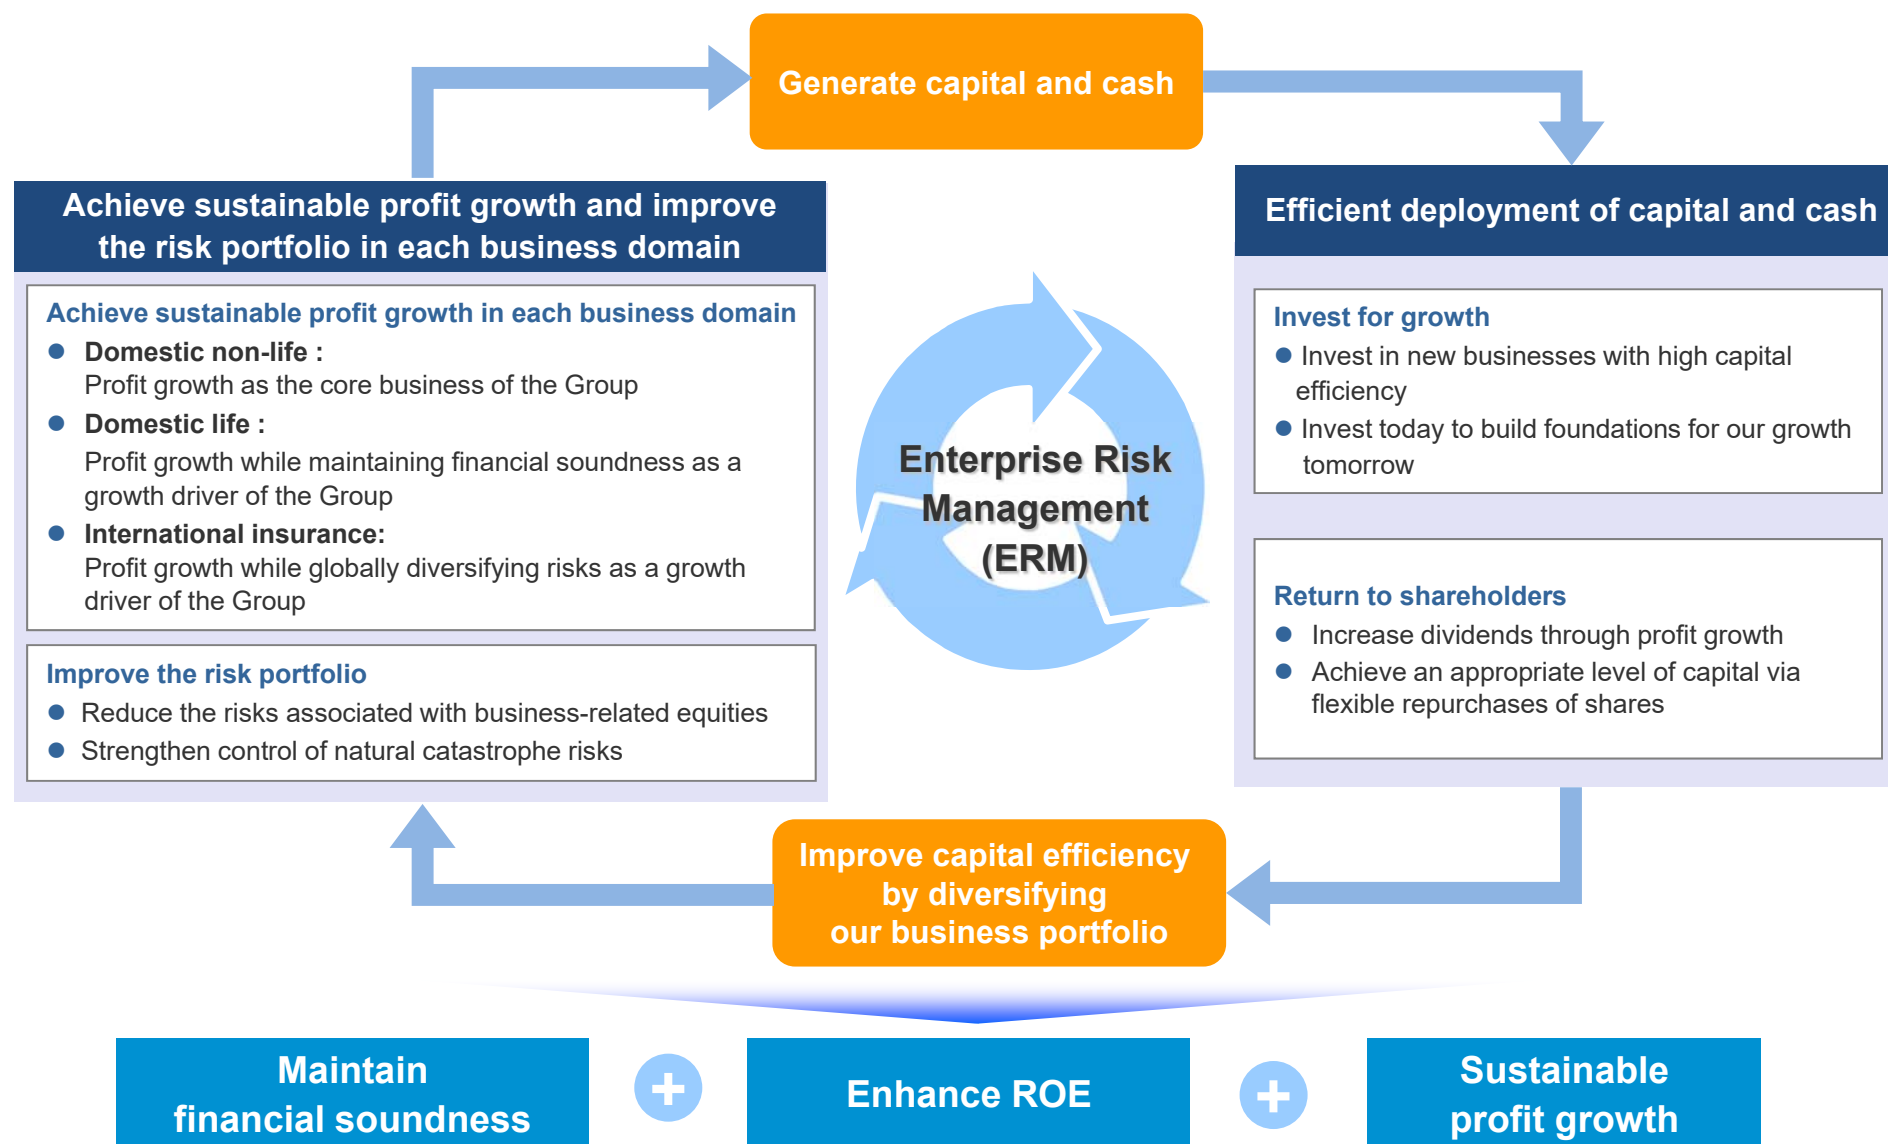 Generate capital and cash
Achieve sustainable profit growth and improve
the risk portfolio in each business domain
Achieve sustainable profit growth in each business domain
● Domestic non-life :
Profit growth as the core business of the Group
● Domestic life :
Profit growth while maintaining financial soundness as a
growth driver of the Group
● International insurance:
Profit growth while globally diversifying risks as a growth
driver of the Group
Improve the risk portfolio
● Reduce the risks associated with business-related equities
● Strengthen control of natural catastrophe risks
Enterprise Risk
Management
(ERM)
Efficient deployment of capital and cash
Invest for growth
● Invest in new businesses with high capital
efficiency
● Invest today to build foundations for our growth
tomorrow
Return to shareholders
● Increase dividends through profit growth
● Achieve an appropriate level of capital via
flexible repurchases of shares
Improve capital efficiency
by diversifying
our business portfolio
Maintain
financial soundness
+
Enhance ROE
+
Sustainable
profit growth